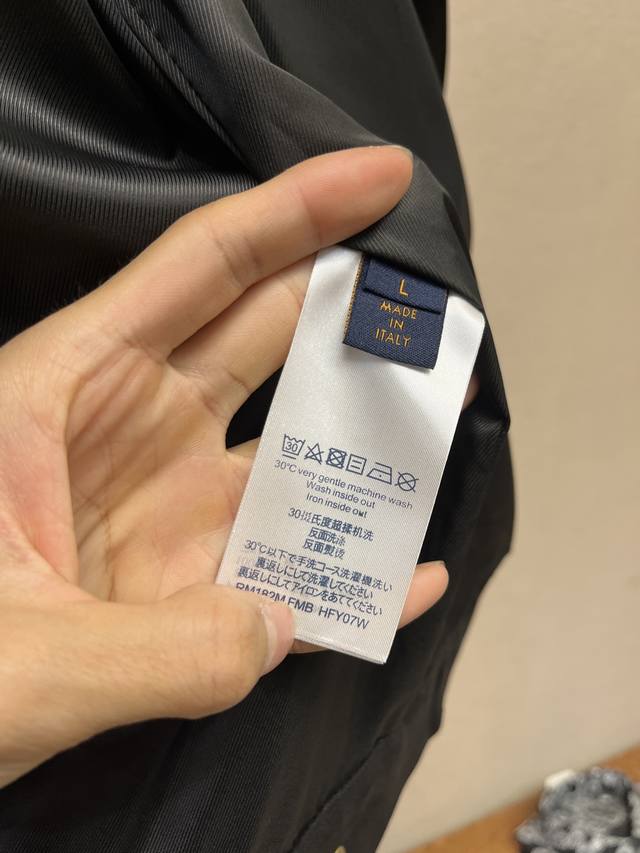 L
MADE
IN
ITALY
30
30°C very gentle machine wash
Wash inside out
Iron inside out
30摄氏度超揉机洗
反面洗涤
反面熨烫
30℃以下で手洗コース洗濯機洗い
裏返しにして洗濯してください
裏返しにアイロンをあててください
RM182M FMB HFY07W